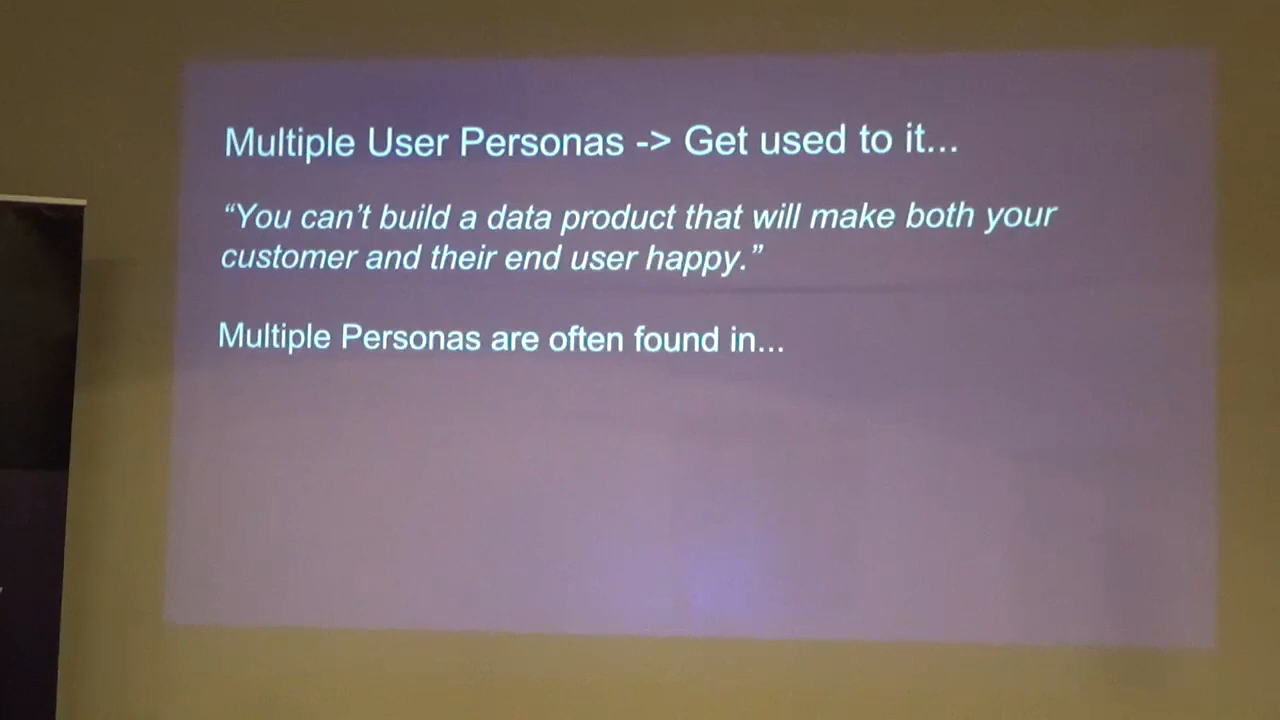 Multiple User Personas -> Get used to it...
“You can’t build a data product that will make both your
customer and their end user happy.”
Multiple Personas are often found in...